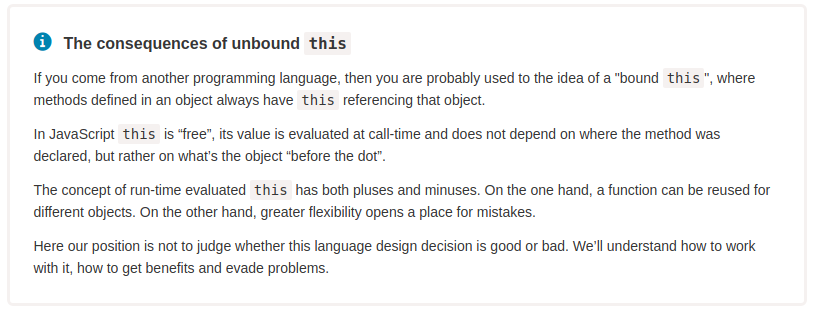 The consequences of unbound this
If you come from another programming language, then you are probably used to the idea of a "bound this", where
methods defined in an object always have this referencing that object.
In JavaScript this is “free”, its value is evaluated at call-time and does not depend on where the method was
declared, but rather on what’s the object “before the dot”.
The concept of run-time evaluated this has both pluses and minuses. On the one hand, a function can be reused for
different objects. On the other hand, greater flexibility opens a place for mistakes.
Here our position is not to judge whether this language design decision is good or bad. We’ll understand how to work
with it, how to get benefits and evade problems.